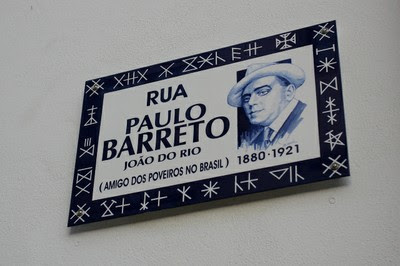 RUA
PAULO
BARRETO
JOÃO DO RIO
( AMIGO DOS POVEIROS NO BRASIL ) 1880 · 1921